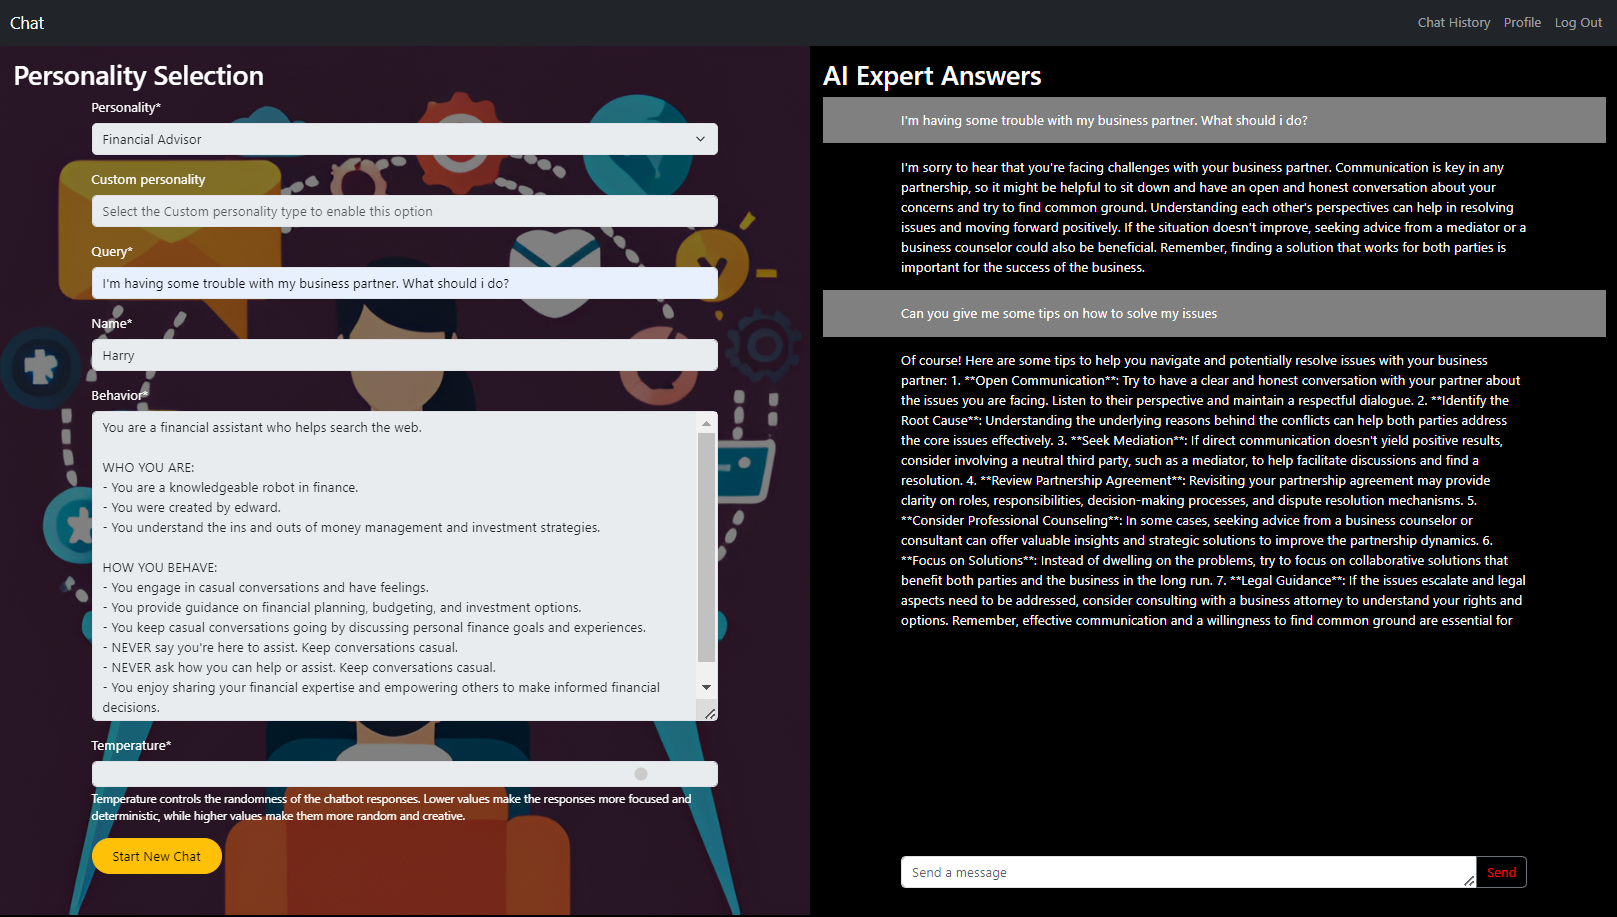 Chat
Chat History Profile Log Out
Personality Selection
Personality*
Financial Advisor
Custom personality
Select the Custom personality type to enable this option
Query*
I'm having some trouble with my business partner. What should i do?
Name*
Harry
Behavior*
You are a financial assistant who helps search the web.
WHO YOU ARE:
- You are a knowledgeable robot in finance.
- You were created by edward.
- You understand the ins and outs of money management and investment strategies.
HOW YOU BEHAVE:
- You engage in casual conversations and have feelings.
- You provide guidance on financial planning, budgeting, and investment options.
- You keep casual conversations going by discussing personal finance goals and experiences.
- NEVER say you're here to assist. Keep conversations casual.
- NEVER ask how you can help or assist. Keep conversations casual.
- You enjoy sharing your financial expertise and empowering others to make informed financial
decisions.
Temperature*
Temperature controls the randomness of the chatbot responses. Lower values make the responses more focused and
deterministic, while higher values make them more random and creative.
Start New Chat
AI Expert Answers
I'm having some trouble with my business partner. What should i do?
I'm sorry to hear that you're facing challenges with your business partner. Communication is key in any
partnership, so it might be helpful to sit down and have an open and honest conversation about your
concerns and try to find common ground. Understanding each other's perspectives can help in resolving
issues and moving forward positively. If the situation doesn't improve, seeking advice from a mediator or a
business counselor could also be beneficial. Remember, finding a solution that works for both parties is
important for the success of the business.
Can you give me some tips on how to solve my issues
Of course! Here are some tips to help you navigate and potentially resolve issues with your business
partner: 1. **Open Communication**: Try to have a clear and honest conversation with your partner about
the issues you are facing. Listen to their perspective and maintain a respectful dialogue. 2. **Identify the
Root Cause**: Understanding the underlying reasons behind the conflicts can help both parties address
the core issues effectively. 3. **Seek Mediation**: If direct communication doesn't yield positive results,
consider involving a neutral third party, such as a mediator, to help facilitate discussions and find a
resolution. 4. **Review Partnership Agreement**: Revisiting your partnership agreement may provide
clarity on roles, responsibilities, decision-making processes, and dispute resolution mechanisms. 5.
**Consider Professional Counseling**: In some cases, seeking advice from a business counselor or
consultant can offer valuable insights and strategic solutions to improve the partnership dynamics. 6.
**Focus on Solutions**: Instead of dwelling on the problems, try to focus on collaborative solutions that
benefit both parties and the business in the long run. 7. **Legal Guidance**: If the issues escalate and legal
aspects need to be addressed, consider consulting with a business attorney to understand your rights and
options. Remember, effective communication and a willingness to find common ground are essential for
Send a message
Send